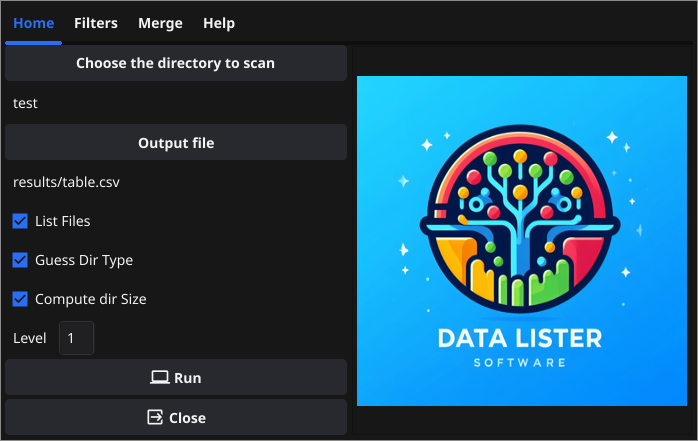 Home Filters Merge Help
Choose the directory to scan
test
Output file
results/table.csv
List Files
Guess Dir Type
Compute dir Size
Level 1
Run
Close
DATA LISTER
SOFTWARE